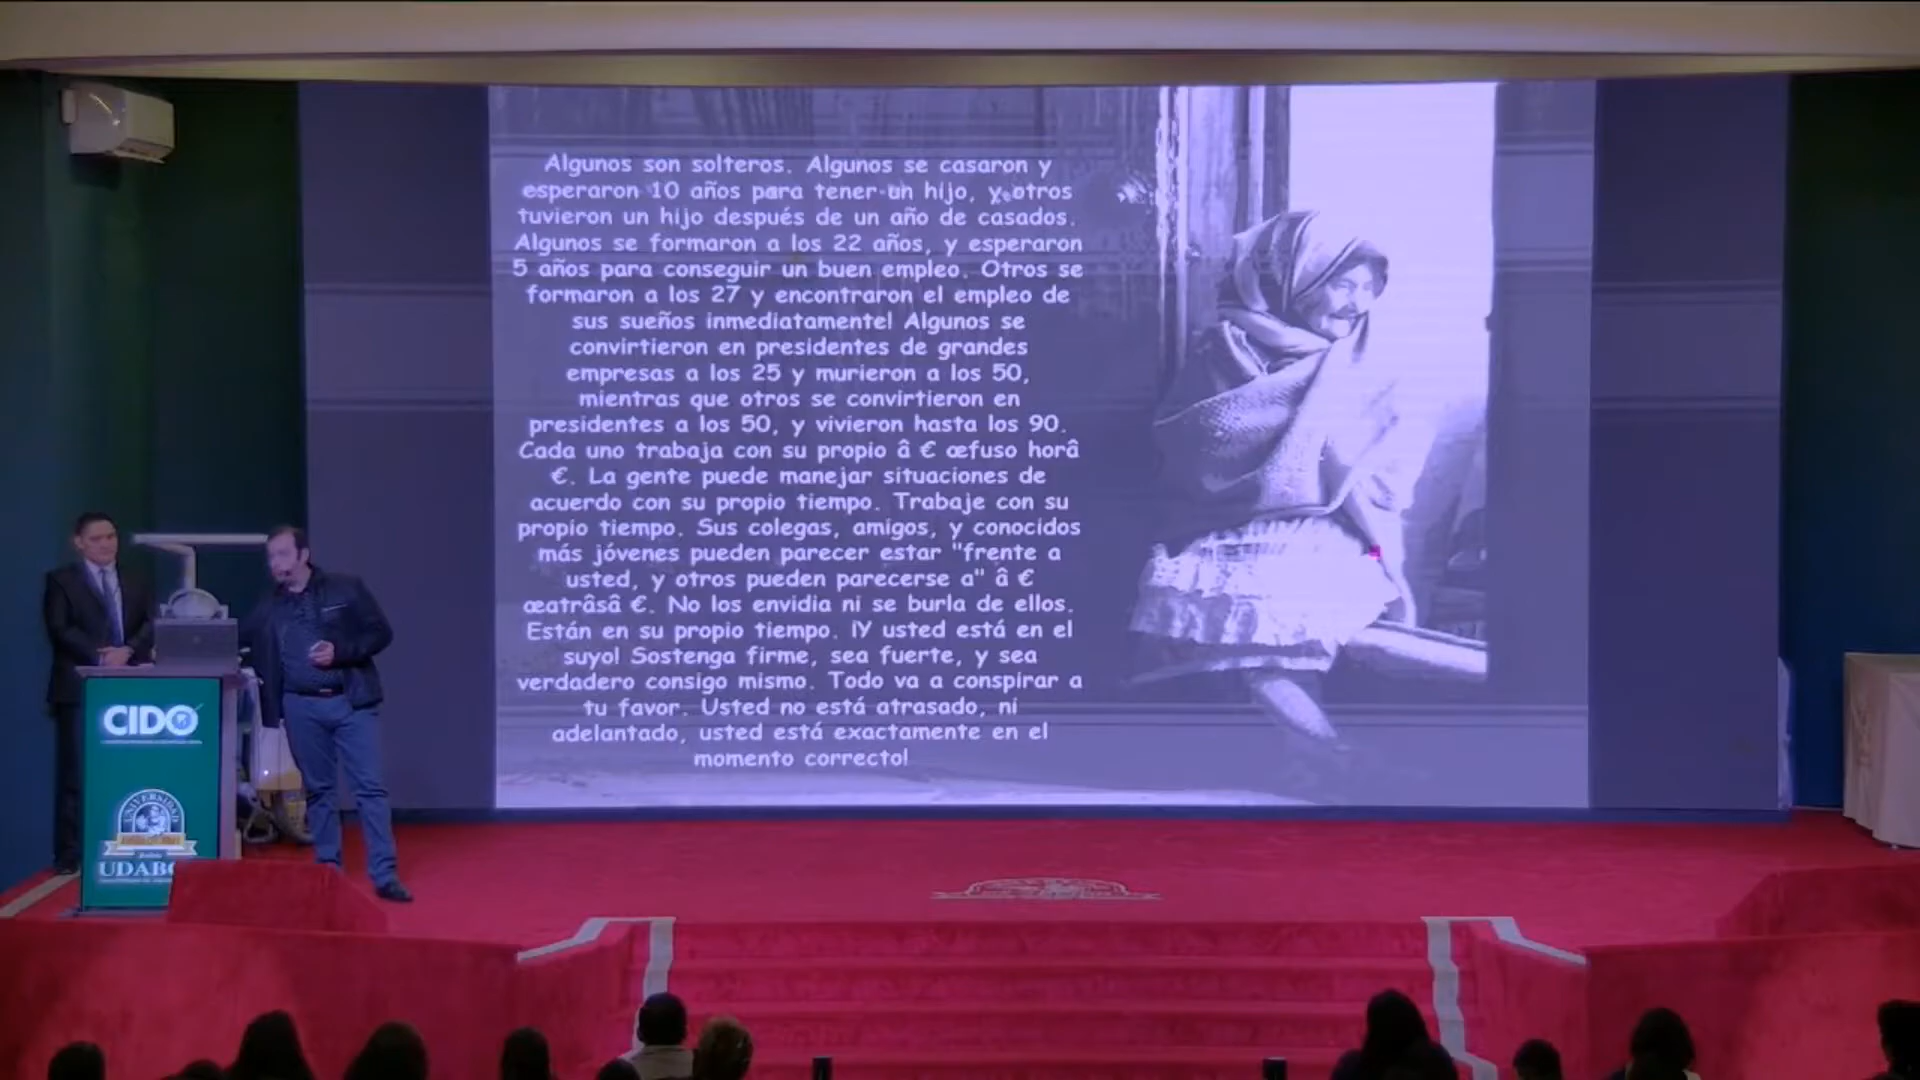 Algunos son solteros. Algunos se casaron y
esperaron 10 años para tener un hijo, y otros
tuvieron un hijo después de un año de casados.
Algunos se formaron a los 22 años, y esperaron
5 años para conseguir un buen empleo. Otros se
formaron a los 27 y encontraron el empleo de
sus sueños inmediatamente! Algunos se
convirtieron en presidentes de grandes
empresas a los 25 y murieron a los 50,
mientras que otros se convirtieron en
presidentes a los 50, y vivieron hasta los 90.
Cada uno trabaja con su propio â € œfuso horâ
€. La gente puede manejar situaciones de
acuerdo con su propio tiempo. Trabaje con su
propio tiempo. Sus colegas, amigos, y conocidos
más jóvenes pueden parecer estar "frente a
usted, y otros pueden parecerse a" â €
œatrâsâ €. No los envidia ni se burla de ellos.
Están en su propio tiempo. ¡Y usted está en el
suyo! Sostenga firme, sea fuerte, y sea
verdadero consigo mismo. Todo va a conspirar a
tu favor. Usted no está atrasado, ni
adelantado, usted está exactamente en el
momento correcto!
CIDO
UNIVERSIDAD
UDABO